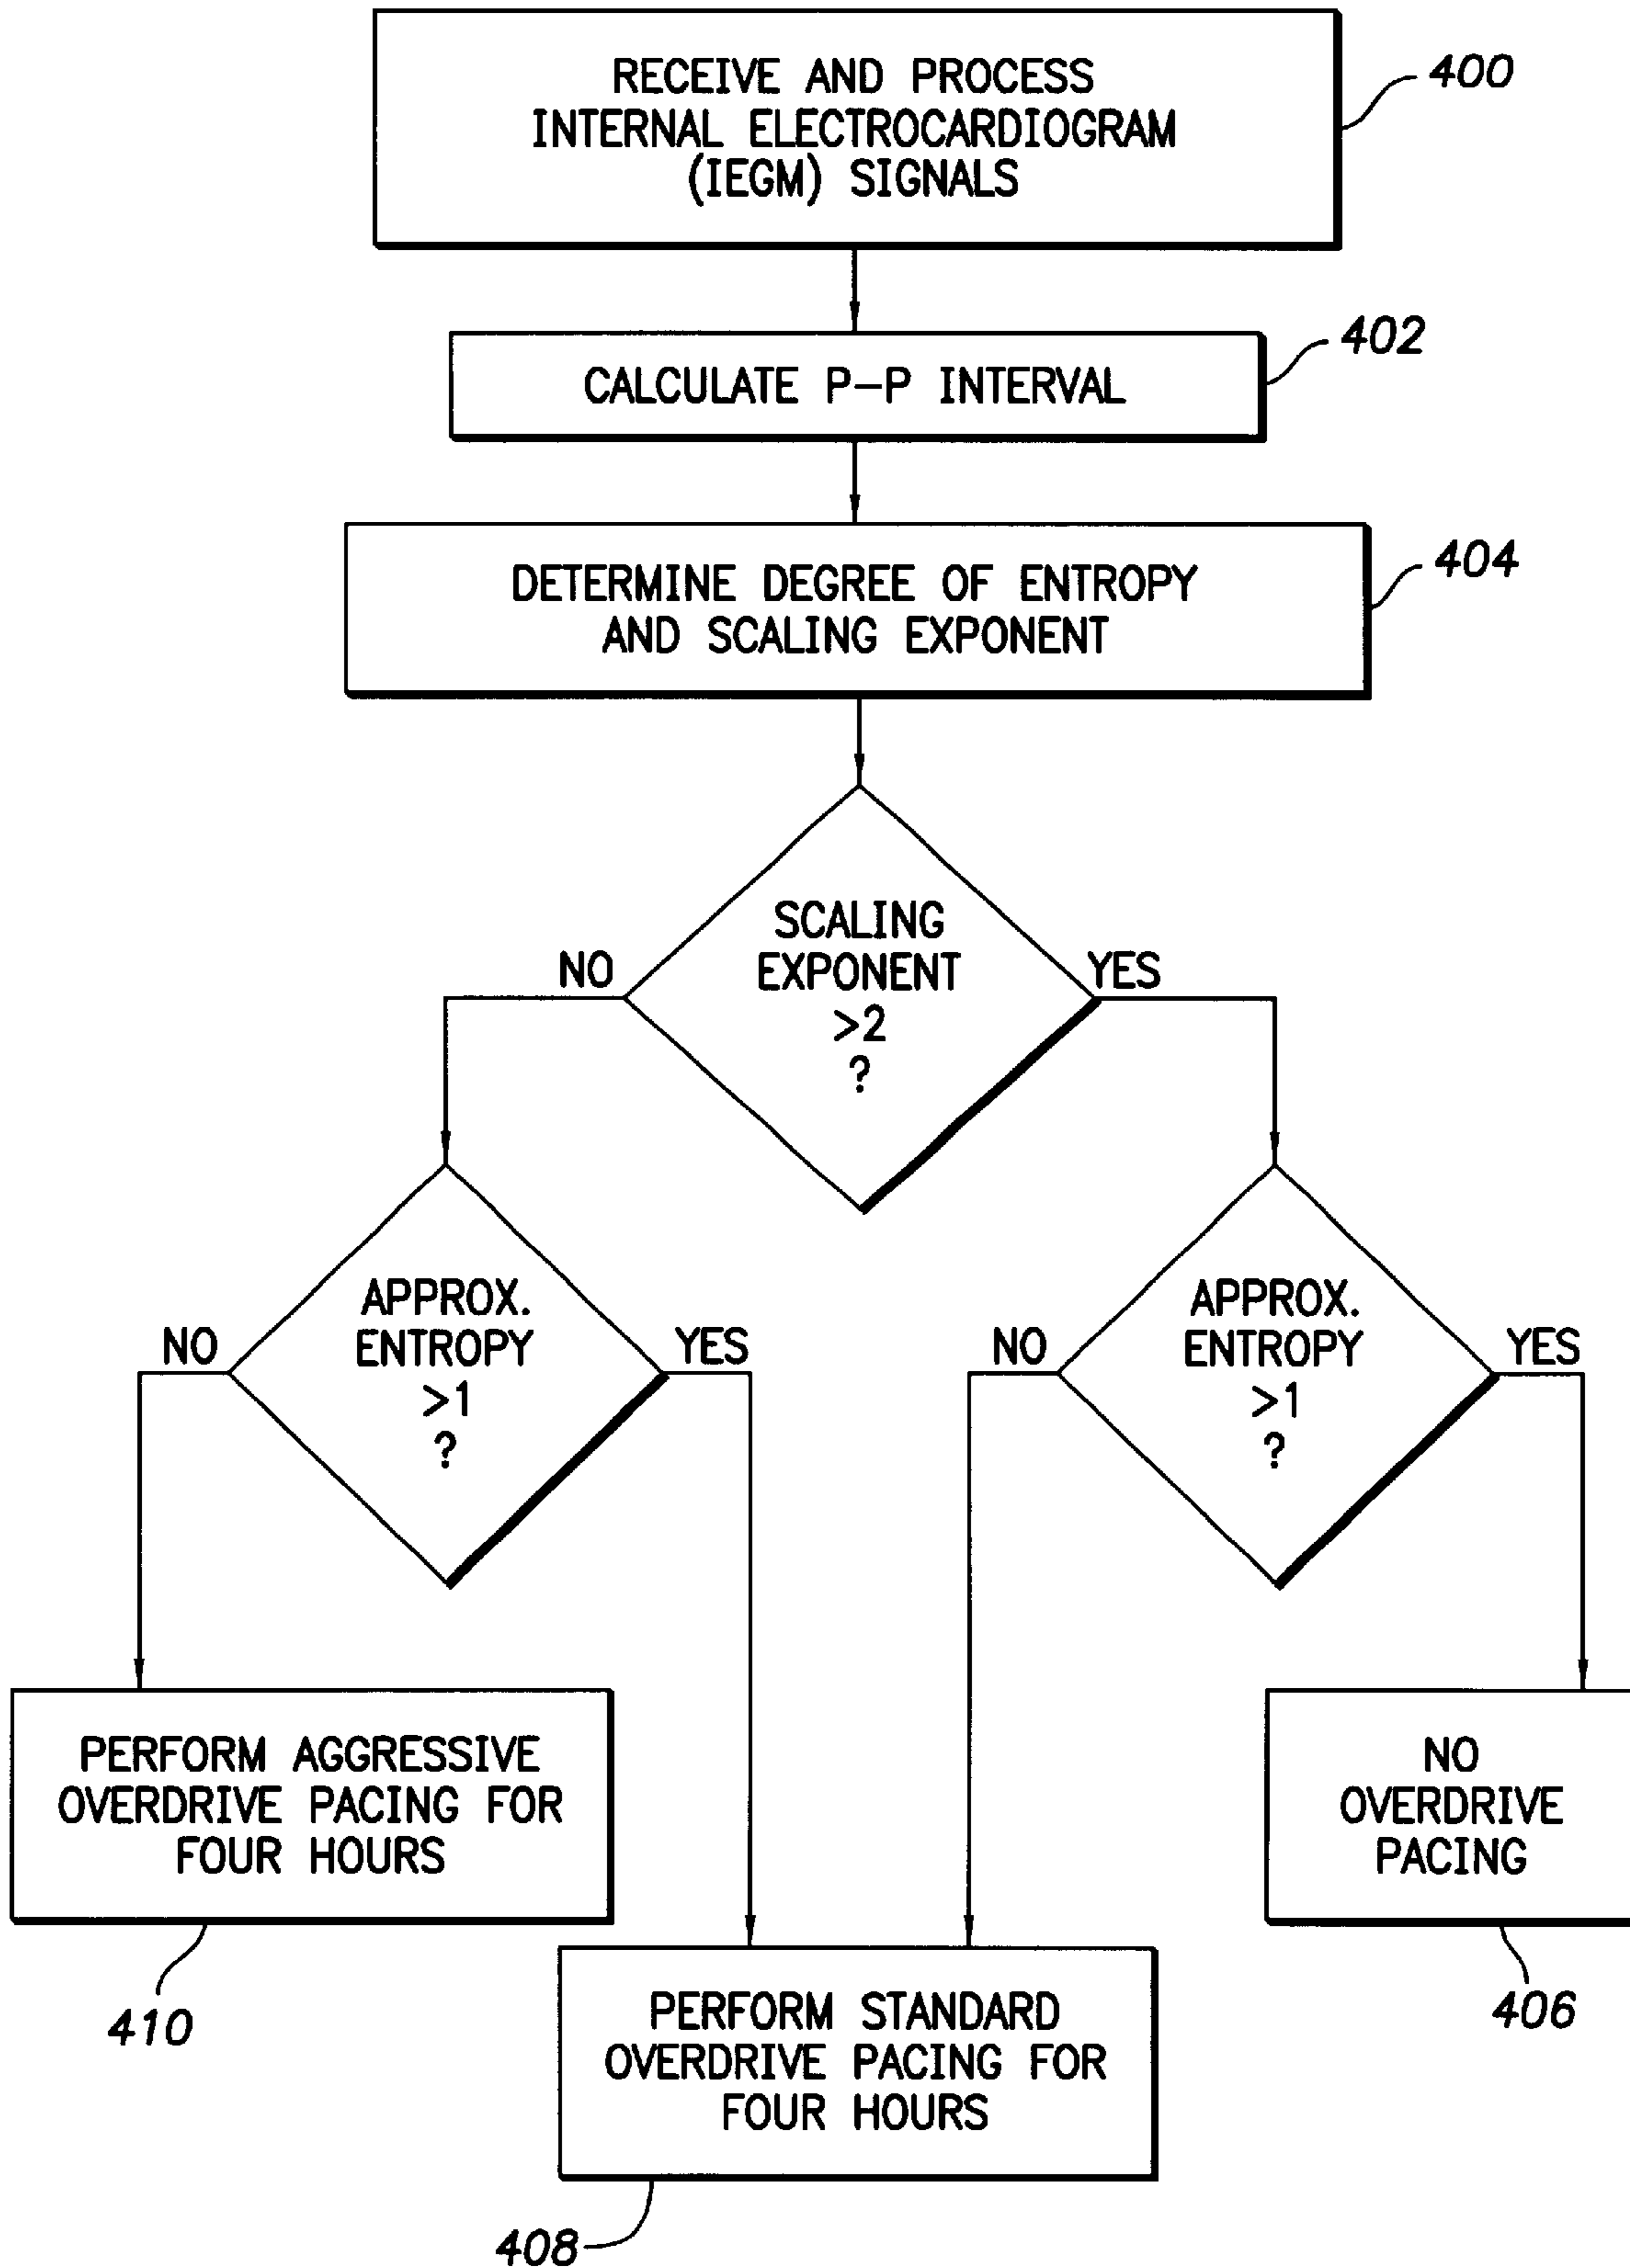 RECEIVE AND PROCESS
INTERNAL ELECTROCARDIOGRAM
(IEGM) SIGNALS
400
CALCULATE P-P INTERVAL
402
DETERMINE DEGREE OF ENTROPY
AND SCALING EXPONENT
404
SCALING
EXPONENT
>2
?
NO
YES
APPROX.
ENTROPY
>1
?
NO
YES
APPROX.
ENTROPY
>1
?
NO
YES
PERFORM AGGRESSIVE
OVERDRIVE PACING FOR
FOUR HOURS
410
NO
OVERDRIVE
PACING
406
PERFORM STANDARD
OVERDRIVE PACING FOR
FOUR HOURS
408